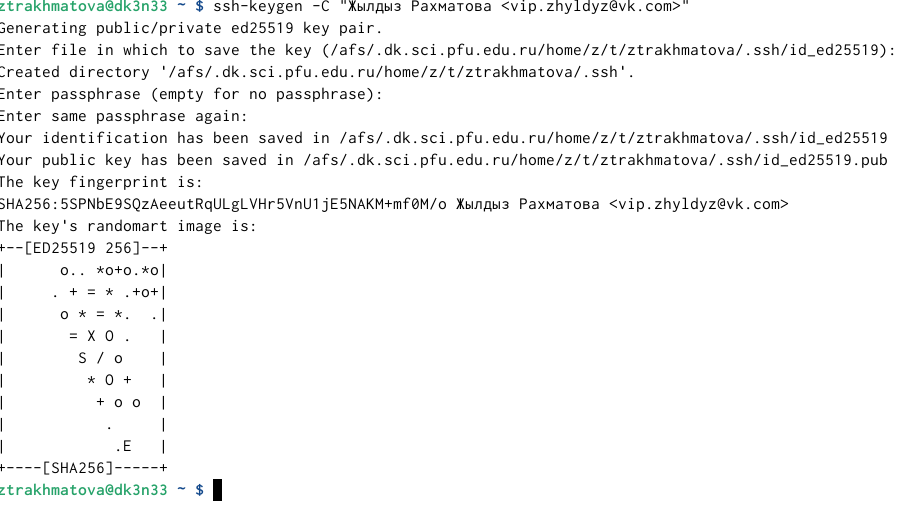 ztrakhmatova@dk3n33 ~ $ ssh-keygen -C "Жылдыз Рахматова <vip.zhyldyz@vk.com>"
Generating public/private ed25519 key pair.
Enter file in which to save the key (/afs/.dk.sci.pfu.edu.ru/home/z/t/ztrakhmatova/.ssh/id_ed25519):
Created directory '/afs/.dk.sci.pfu.edu.ru/home/z/t/ztrakhmatova/.ssh'.
Enter passphrase (empty for no passphrase):
Enter same passphrase again:
Your identification has been saved in /afs/.dk.sci.pfu.edu.ru/home/z/t/ztrakhmatova/.ssh/id_ed25519
Your public key has been saved in /afs/.dk.sci.pfu.edu.ru/home/z/t/ztrakhmatova/.ssh/id_ed25519.pub
The key fingerprint is:
SHA256:5SPNbE9SQzAeeutRqULgLVHr5VnU1jE5NAKM+mf0M/o Жылдыз Рахматова <vip.zhyldyz@vk.com>
The key's randomart image is:
+--[ED25519 256]--+
|      o.. *o+o.*o|
|     . + = * .+o+|
|      o * = *.  .|
|       = X O .   |
|        S / o    |
|         * O +   |
|          + o o  |
|           .     |
|            .E   |
+----[SHA256]-----+
ztrakhmatova@dk3n33 ~ $